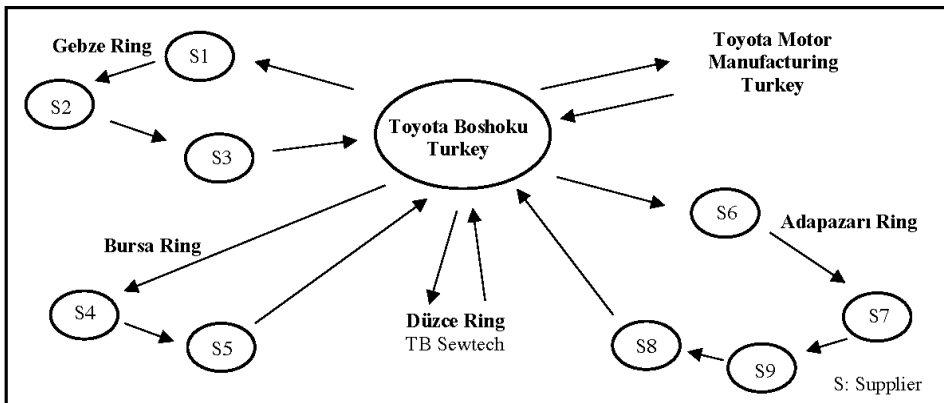 Gebze Ring
S1
S2
S3
Toyota Boshoku
Turkey
Toyota Motor
Manufacturing
Turkey
Bursa Ring
S4
S5
Düzce Ring
TB Sewtech
S6
Adapazarı Ring
S7
S8
S9
S: Supplier